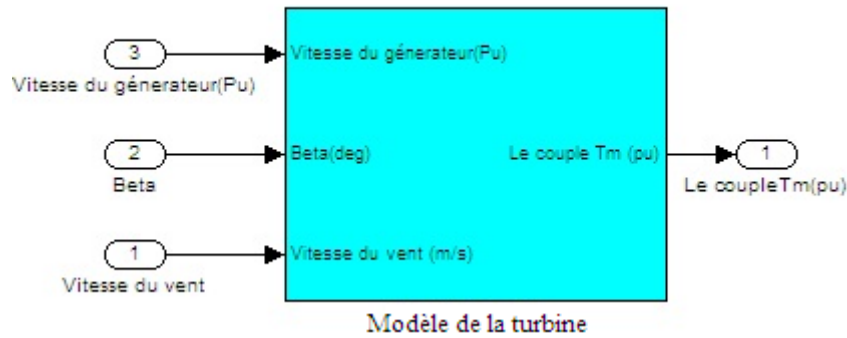 3
Vitesse du génerateur(Pu)
Vitesse du génerateur(Pu)
2
Beta
Beta(deg)
Le couple Tm (pu)
1
Le coupleTm(pu)
1
Vitesse du vent
Vitesse du vent (m/s)
Modèle de la turbine